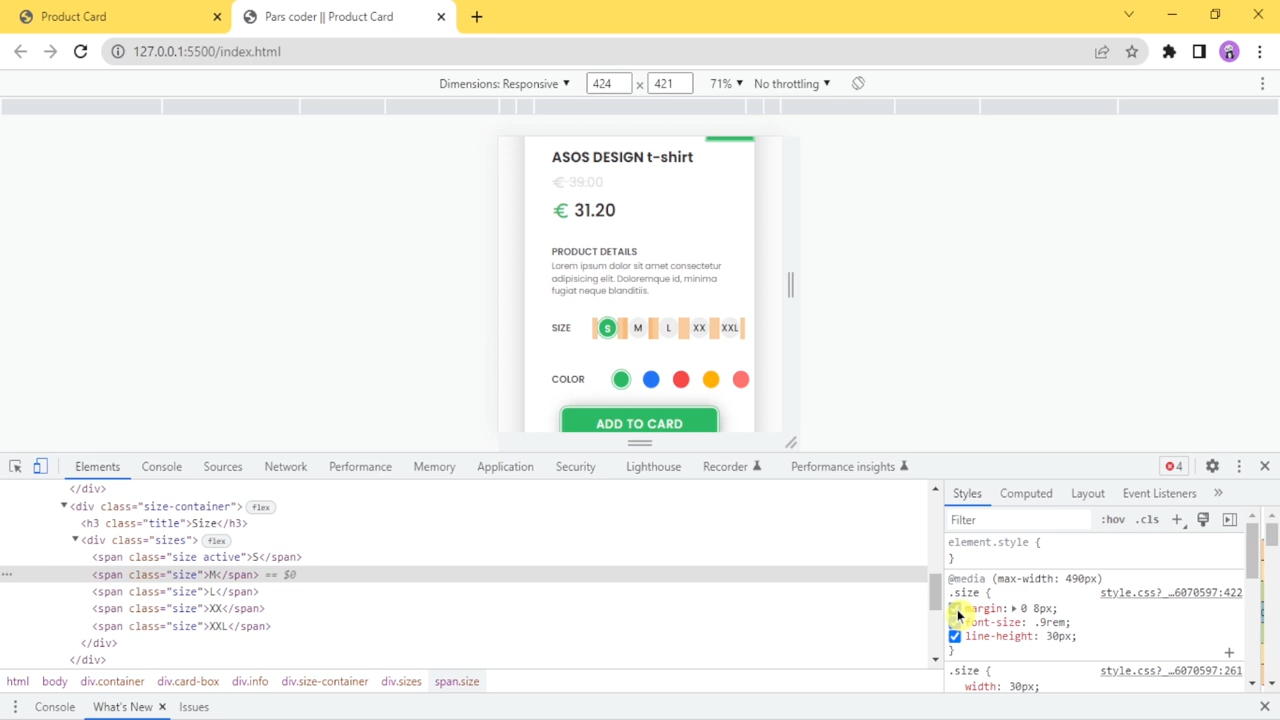 Product Card
Pars coder || Product Card
127.0.0.1:5500/index.html
Dimensions: Responsive
424 x 421
71%
No throttling
ASOS DESIGN t-shirt
€ 39.00
€ 31.20
PRODUCT DETAILS
Lorem ipsum dolor sit amet consectetur
adipisicing elit. Doloremque id, minima
fugiat neque blanditiis.
SIZE S M L XX XXL
COLOR
ADD TO CARD
Elements Console Sources Network Performance Memory Application Security Lighthouse Recorder Performance insights 4
</div>
<div class="size-container"> flex
<h3 class="title">Size</h3>
<div class="sizes"> flex
<span class="size active">S</span>
<span class="size">M</span> == $0
<span class="size">L</span>
<span class="size">XX</span>
<span class="size">XXL</span>
</div>
</div>
html body div.container div.card-box div.info div.size-container div.sizes span.size
Styles Computed Layout Event Listeners
Filter :hov .cls
element.style {
}
@media (max-width: 490px)
.size { style.css?_…6070597:422
margin: 0 8px;
font-size: .9rem;
line-height: 30px;
}
.size { style.css?_…6070597:261
width: 30px;
Console What's New Issues